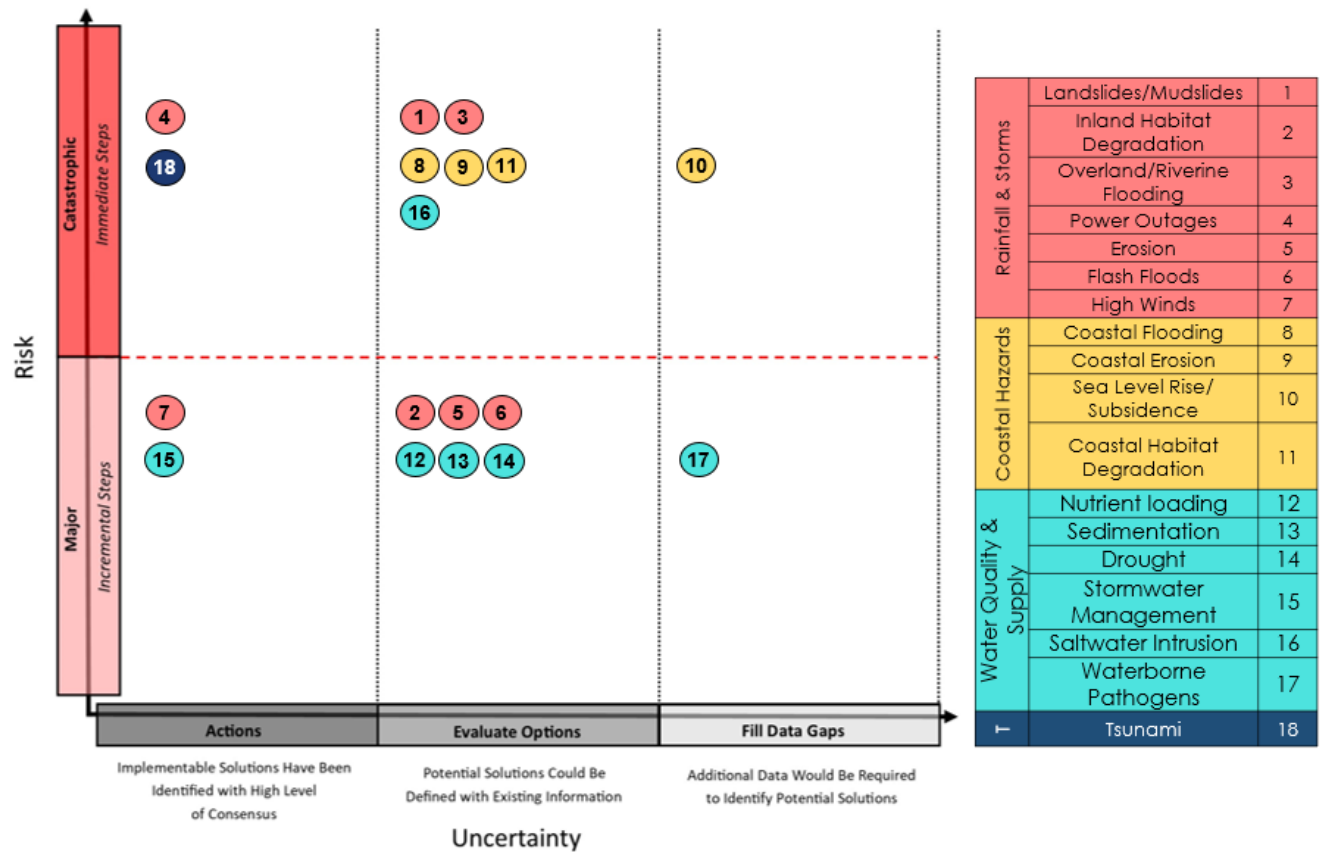 Risk
Catastrophic
Immediate Steps
Major
Incremental Steps
4
1 3
18
8 9 11
10
16
7
2 5 6
15
12 13 14
17
Actions
Evaluate Options
Fill Data Gaps
Implementable Solutions Have Been
Identified with High Level
of Consensus
Potential Solutions Could Be
Defined with Existing Information
Additional Data Would Be Required
to Identify Potential Solutions
Uncertainty
Rainfall & Storms
Landslides/Mudslides 1
Inland Habitat
Degradation 2
Overland/Riverine
Flooding 3
Power Outages 4
Erosion 5
Flash Floods 6
High Winds 7
Coastal Hazards
Coastal Flooding 8
Coastal Erosion 9
Sea Level Rise/
Subsidence 10
Coastal Habitat
Degradation 11
Water Quality &
Supply
Nutrient loading 12
Sedimentation 13
Drought 14
Stormwater
Management 15
Saltwater Intrusion 16
Waterborne
Pathogens 17
T
Tsunami 18